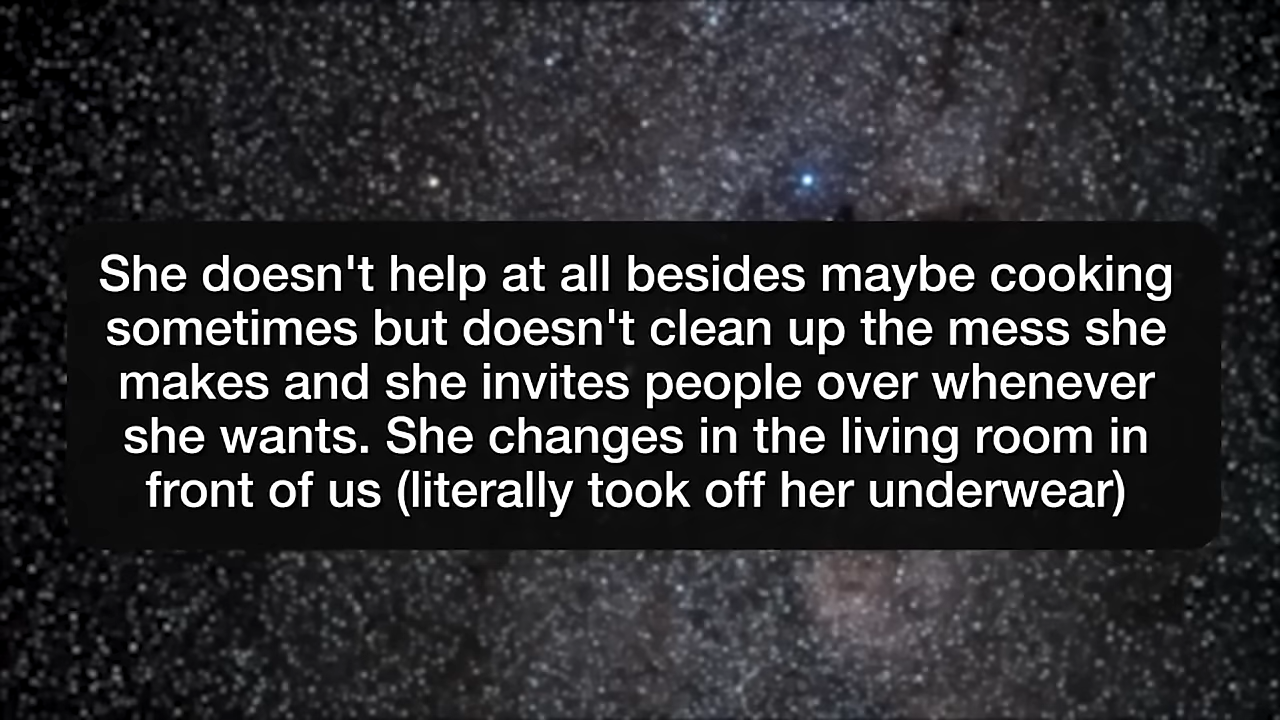 She doesn't help at all besides maybe cooking
sometimes but doesn't clean up the mess she
makes and she invites people over whenever
she wants. She changes in the living room in
front of us (literally took off her underwear)